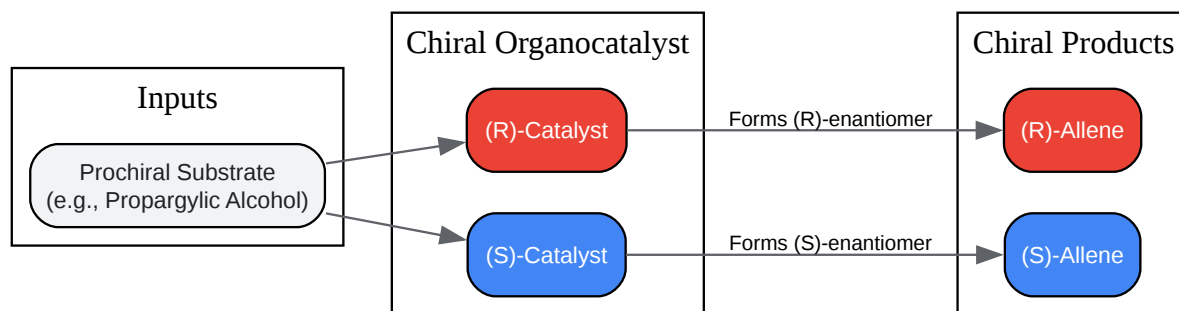 Inputs
Prochiral Substrate
(e.g., Propargylic Alcohol)
Chiral Organocatalyst
(R)-Catalyst
(S)-Catalyst
Forms (R)-enantiomer
Forms (S)-enantiomer
Chiral Products
(R)-Allene
(S)-Allene